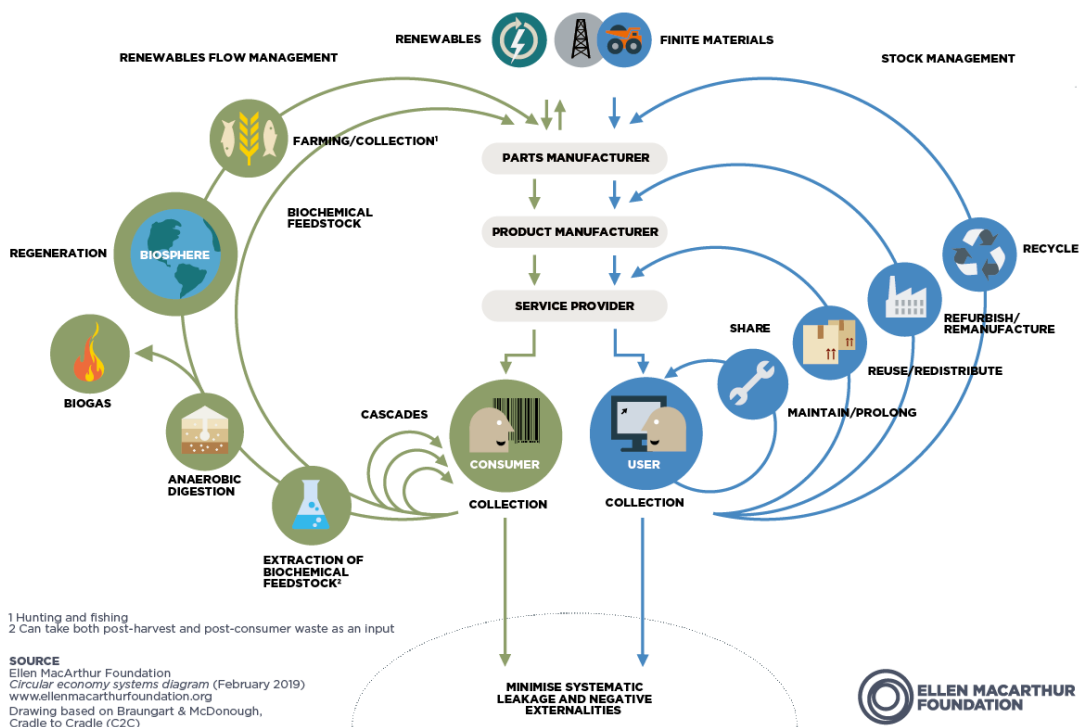 RENEWABLES
FINITE MATERIALS
RENEWABLES FLOW MANAGEMENT
STOCK MANAGEMENT
FARMING/COLLECTION¹
PARTS MANUFACTURER
BIOCHEMICAL
FEEDSTOCK
PRODUCT MANUFACTURER
REGENERATION
BIOSPHERE
RECYCLE
SERVICE PROVIDER
SHARE
REFURBISH/
REMANUFACTURE
REUSE/REDISTRIBUTE
BIOGAS
CASCADES
MAINTAIN/PROLONG
CONSUMER
USER
ANAEROBIC
DIGESTION
COLLECTION
COLLECTION
EXTRACTION OF
BIOCHEMICAL
FEEDSTOCK²
1 Hunting and fishing
2 Can take both post-harvest and post-consumer waste as an input
SOURCE
Ellen MacArthur Foundation
Circular economy systems diagram (February 2019)
www.ellenmacarthurfoundation.org
Drawing based on Braungart & McDonough,
Cradle to Cradle (C2C)
MINIMISE SYSTEMATIC
LEAKAGE AND NEGATIVE
EXTERNALITIES
ELLEN MACARTHUR
FOUNDATION